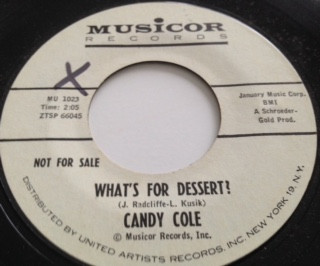 MUSICOR
RECORDS
X
MU 1023
Time: 2:05
ZTSP 66045
January Music Corp.
BMI
A Schroeder-
Gold Prod.
NOT FOR SALE
WHAT'S FOR DESSERT?
(J. Radcliffe-L. Kusik)
CANDY COLE
© Musicor Records, Inc.
DISTRIBUTED BY UNITED ARTISTS RECORDS, INC. NEW YORK 19, N.Y.